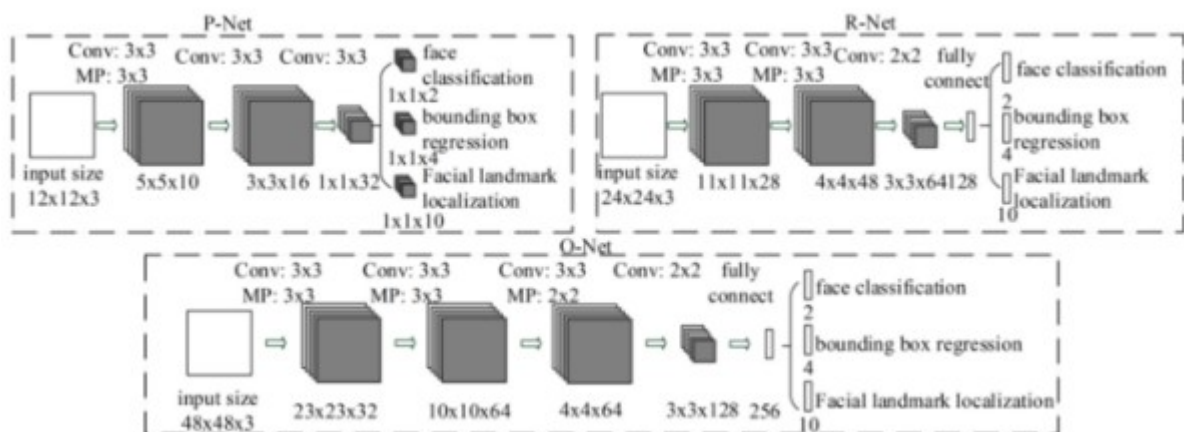 P-Net
Conv: 3x3 Conv: 3x3 Conv: 3x3
MP: 3x3
face
classification
1x1x2
bounding box
regression
1x1x4
Facial landmark
localization
1x1x10
input size
12x12x3
5x5x10
3x3x16
1x1x32
R-Net
Conv: 3x3 Conv: 3x3 Conv: 2x2 fully
MP: 3x3 MP: 3x3 connect
face classification
2
bounding box
regression
4
Facial landmark
localization
10
input size
24x24x3
11x11x28
4x4x48
3x3x64
128
O-Net
Conv: 3x3 Conv: 3x3 Conv: 3x3 Conv: 2x2 fully
MP: 3x3 MP: 3x3 MP: 2x2 connect
face classification
2
bounding box regression
4
Facial landmark localization
10
input size
48x48x3
23x23x32
10x10x64
4x4x64
3x3x128
256